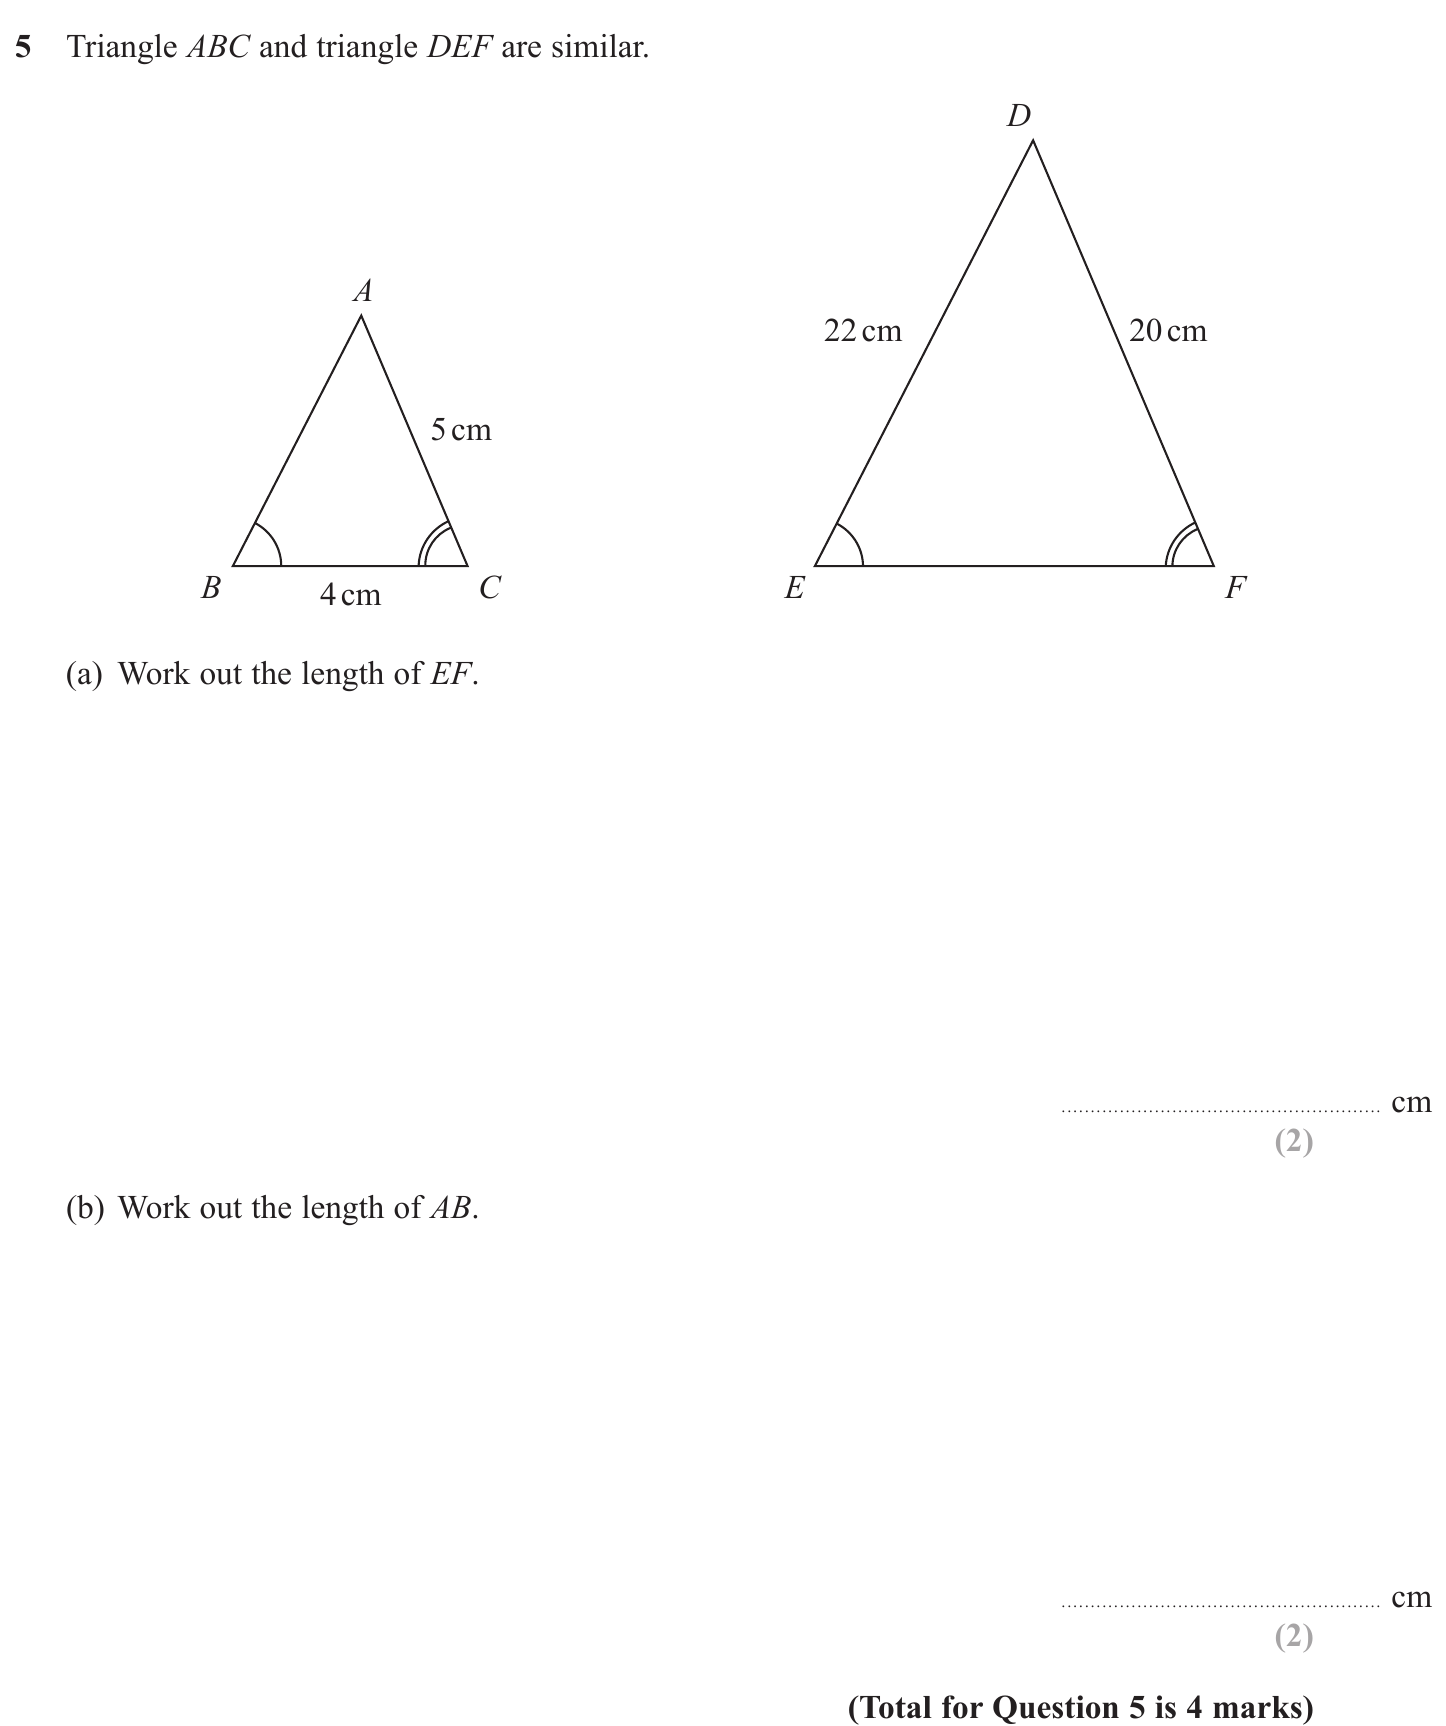 5 Triangle ABC and triangle DEF are similar.
D
A
22 cm
20 cm
5 cm
B
4 cm
C
E
F
(a) Work out the length of EF.
........................................................ cm
(2)
(b) Work out the length of AB.
........................................................ cm
(2)
(Total for Question 5 is 4 marks)